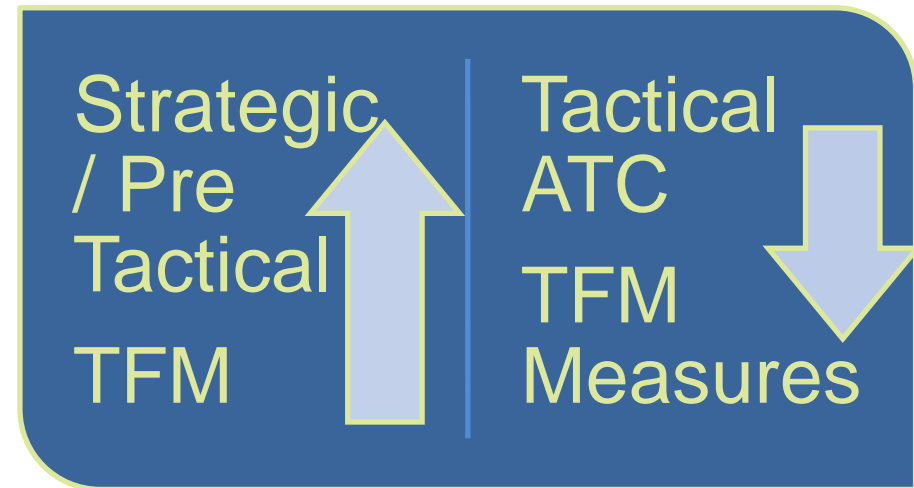 Strategic
/ Pre
Tactical
TFM
Tactical
ATC
TFM
Measures